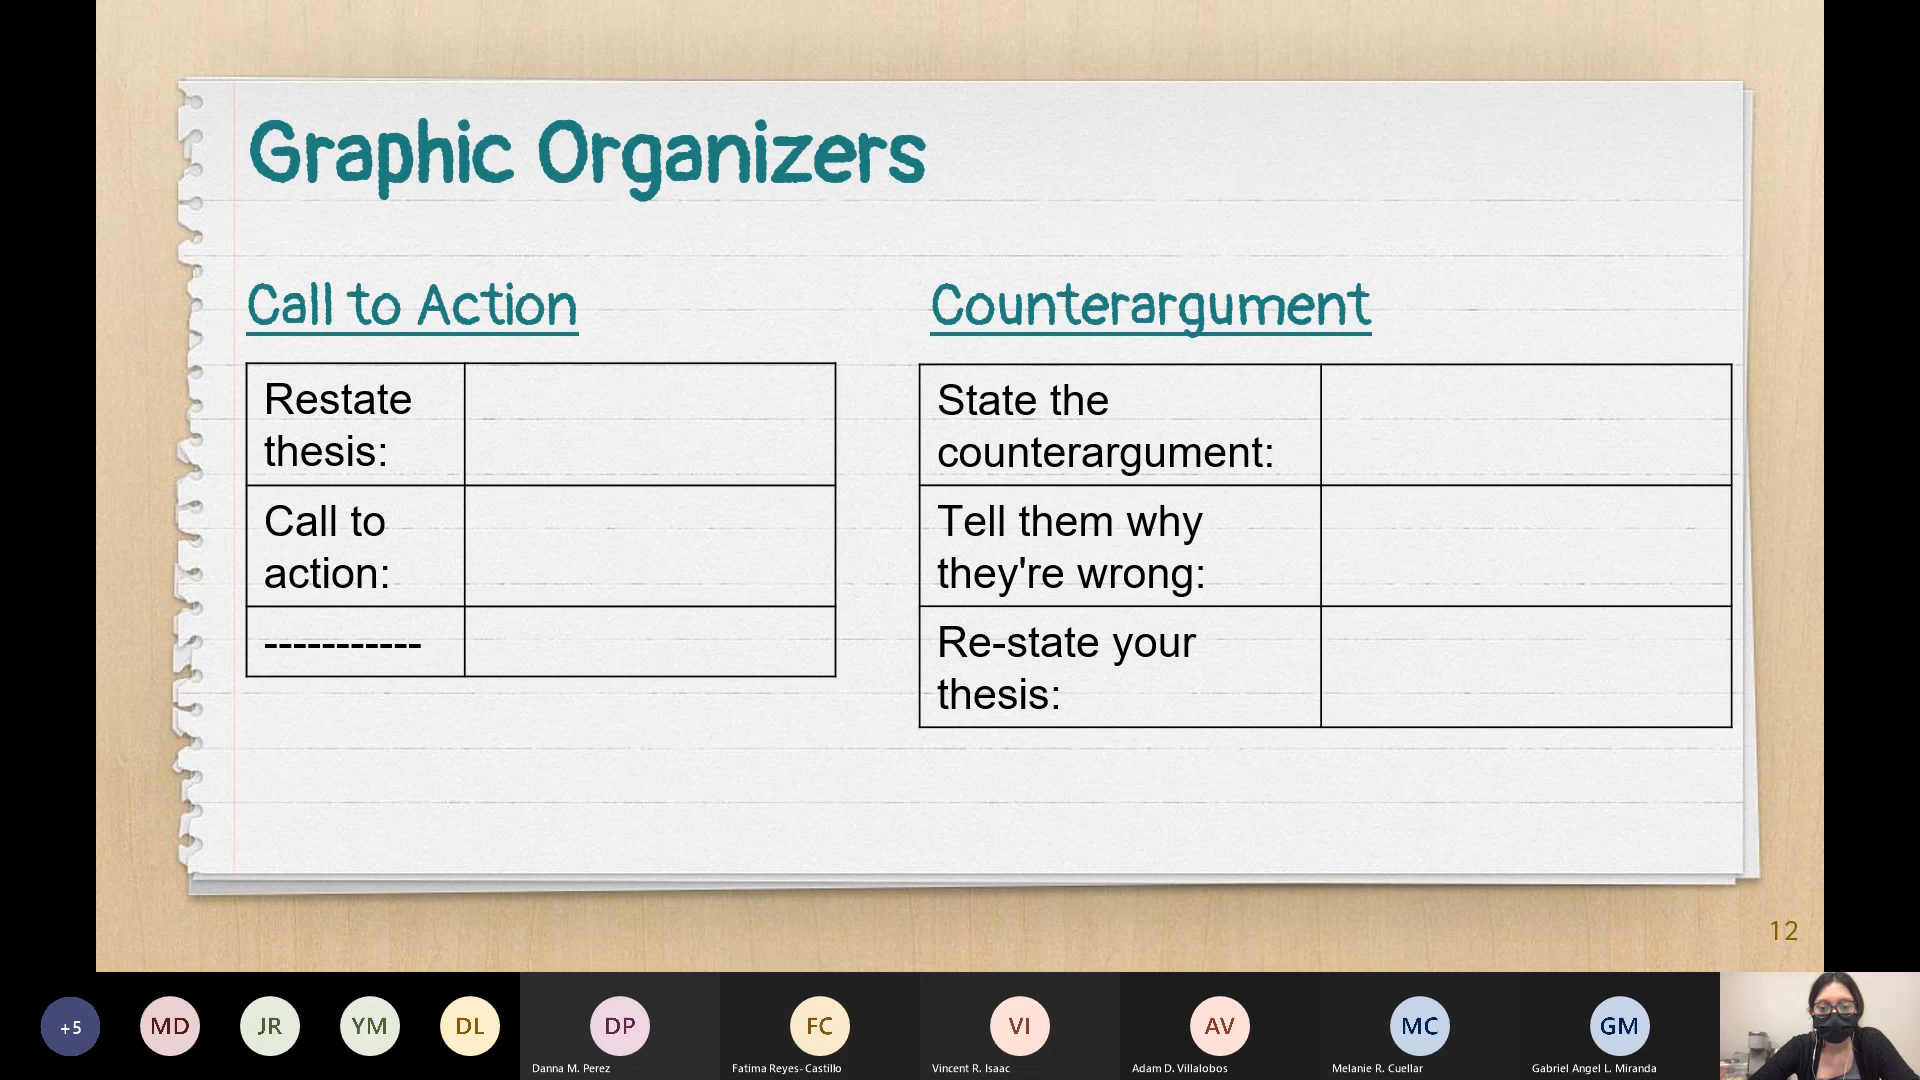 Graphic Organizers
Call to Action
Restate
thesis:
Call to
action:
-----------
Counterargument
State the
counterargument:
Tell them why
they're wrong:
Re-state your
thesis:
12
+5
MD
JR
YM
DL
DP
Danna M. Perez
FC
Fatima Reyes-Castillo
VI
Vincent R. Isaac
AV
Adam D. Villalobos
MC
Melanie R. Cuellar
GM
Gabriel Angel L. Miranda